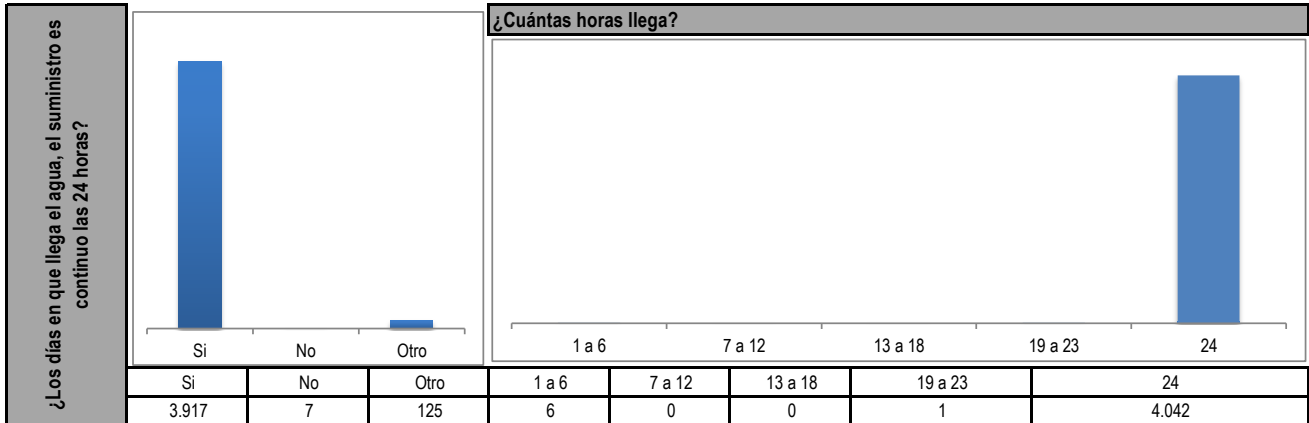 ¿Los días en que llega el agua, el suministro es
continuo las 24 horas?
Si No Otro
Si No Otro
3.917 7 125
¿Cuántas horas llega?
1 a 6 7 a 12 13 a 18 19 a 23 24
1 a 6 7 a 12 13 a 18 19 a 23 24
6 0 0 1 4.042